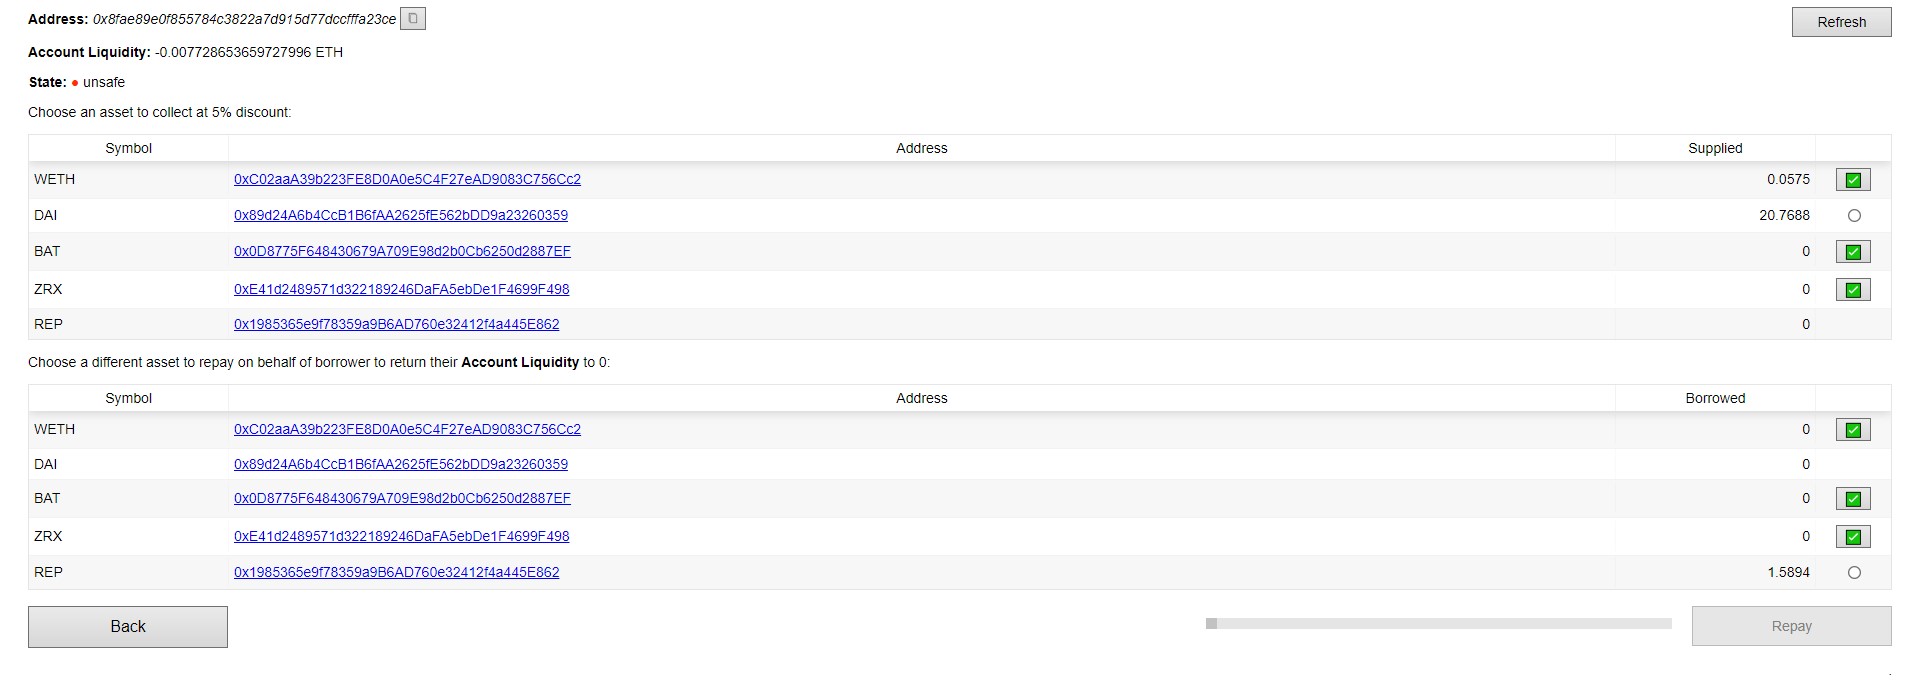 Address: 0x8fae89e0f855784c3822a7d915d77dccfffa23ce
Refresh
Account Liquidity: -0.007728653659727996 ETH
State: unsafe
Choose an asset to collect at 5% discount:
Symbol Address Supplied
WETH 0xC02aaA39b223FE8D0A0e5C4F27eAD9083C756Cc2 0.0575
DAI 0x89d24A6b4CcB1B6fAA2625fE562bDD9a23260359 20.7688
BAT 0x0D8775F648430679A709E98d2b0Cb6250d2887EF 0
ZRX 0xE41d2489571d322189246DaFA5ebDe1F4699F498 0
REP 0x1985365e9f78359a9B6AD760e32412f4a445E862 0
Choose a different asset to repay on behalf of borrower to return their Account Liquidity to 0:
Symbol Address Borrowed
WETH 0xC02aaA39b223FE8D0A0e5C4F27eAD9083C756Cc2 0
DAI 0x89d24A6b4CcB1B6fAA2625fE562bDD9a23260359 0
BAT 0x0D8775F648430679A709E98d2b0Cb6250d2887EF 0
ZRX 0xE41d2489571d322189246DaFA5ebDe1F4699F498 0
REP 0x1985365e9f78359a9B6AD760e32412f4a445E862 1.5894
Back
Repay